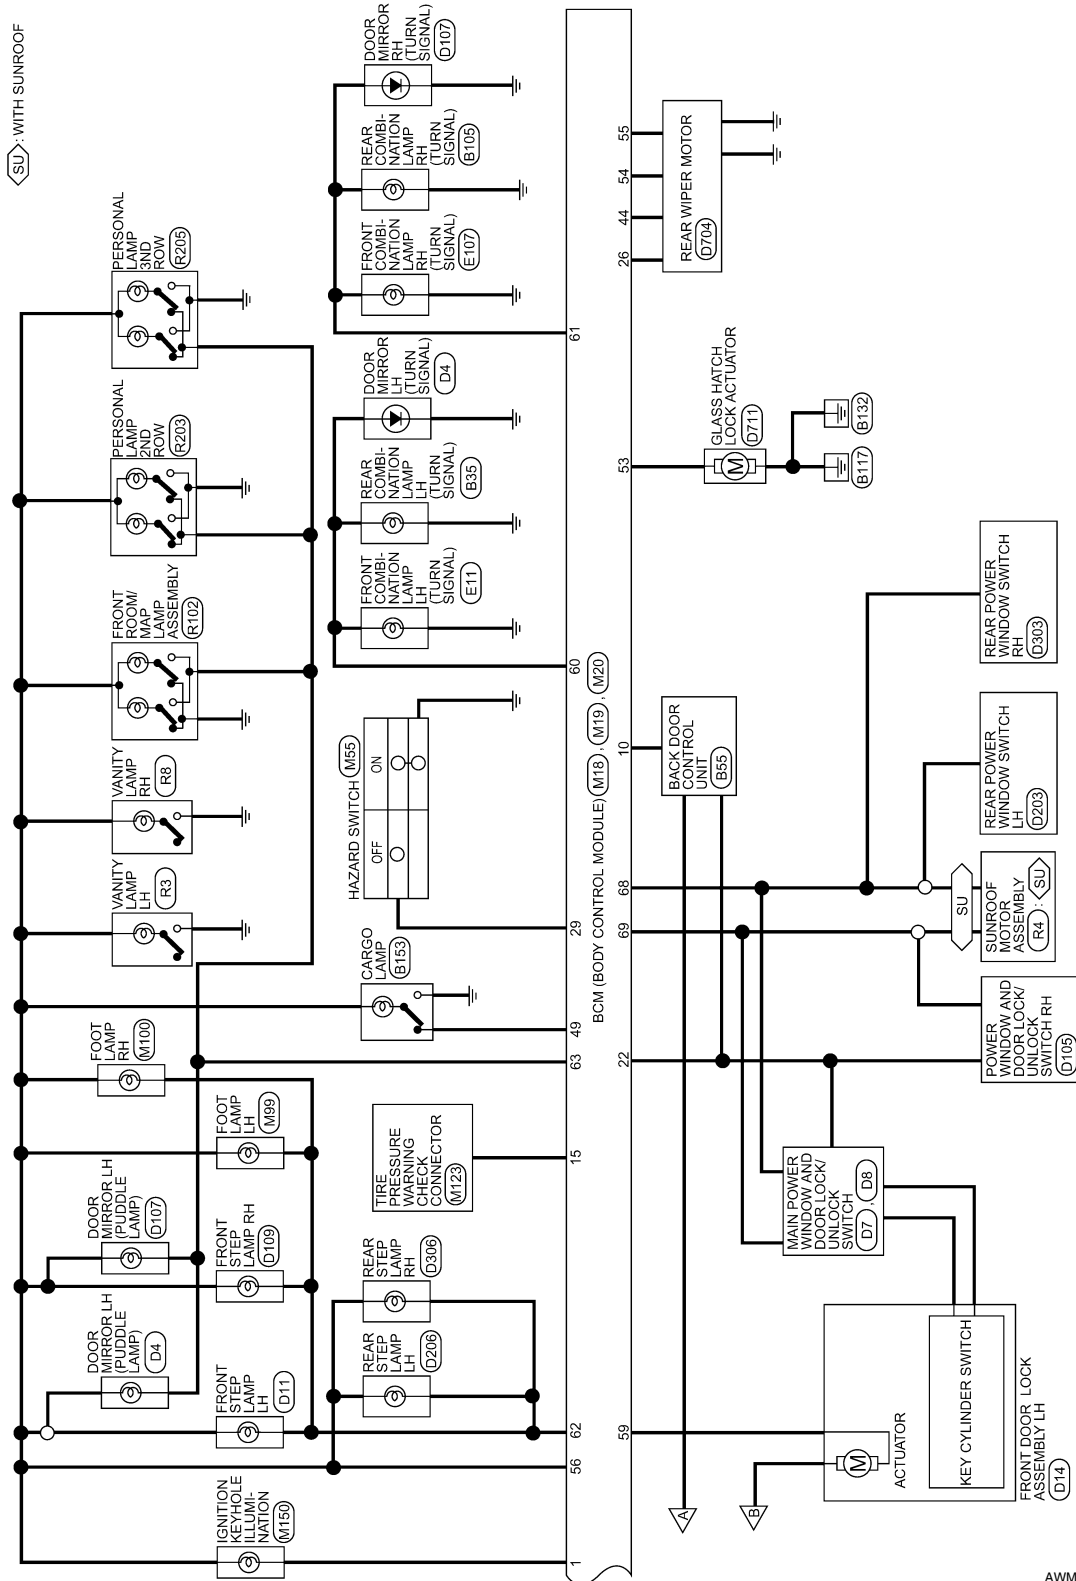 SU : WITH SUNROOF
PERSONAL
LAMP
3ND
ROW
R205
PERSONAL
LAMP
2ND
ROW
R203
FRONT
ROOM/
MAP
LAMP
ASSEMBLY
R102
VANITY
LAMP
RH
R8
VANITY
LAMP
LH
R3
FOOT
LAMP
RH
M100
FOOT
LAMP
LH
M99
DOOR
MIRROR LH
(PUDDLE
LAMP)
D107
FRONT
STEP
LAMP RH
D109
DOOR
MIRROR LH
(PUDDLE
LAMP)
D4
FRONT
STEP
LAMP
LH
D11
IGNITION
KEYHOLE
ILLUMI-
NATION
M150
DOOR
MIRROR
RH
(TURN
SIGNAL)
D107
REAR
COMBI-
NATION
LAMP
RH
(TURN
SIGNAL)
B105
FRONT
COMBI-
NATION
LAMP
RH
(TURN
SIGNAL)
E107
DOOR
MIRROR
LH
(TURN
SIGNAL)
D4
REAR
COMBI-
NATION
LAMP
LH
(TURN
SIGNAL)
B35
FRONT
COMBI-
NATION
LAMP
LH
(TURN
SIGNAL)
E11
HAZARD SWITCH M55
OFF
ON
CARGO
LAMP
B153
TIRE
PRESSURE
WARNING
CHECK
CONNECTOR
M123
REAR
STEP
LAMP
RH
D306
REAR
STEP
LAMP
LH
D206
61
60
29
49
63
15
62
56
1
BCM (BODY CONTROL MODULE) M18 , M19 , M20
55
54
44
26
53
10
68
69
22
59
REAR WIPER MOTOR
D704
GLASS HATCH
LOCK ACTUATOR
D711
M
B132
B117
BACK DOOR
CONTROL
UNIT
B55
REAR POWER
WINDOW SWITCH
RH
D303
REAR POWER
WINDOW SWITCH
LH
D203
SU
SUNROOF
MOTOR
ASSEMBLY
R4 : SU
POWER
WINDOW AND
DOOR LOCK/
UNLOCK
SWITCH RH
D105
MAIN POWER
WINDOW AND
DOOR LOCK/
UNLOCK
SWITCH
D7 , D8
A
B
M
ACTUATOR
KEY CYLINDER SWITCH
FRONT DOOR LOCK
ASSEMBLY LH
D14
AWM